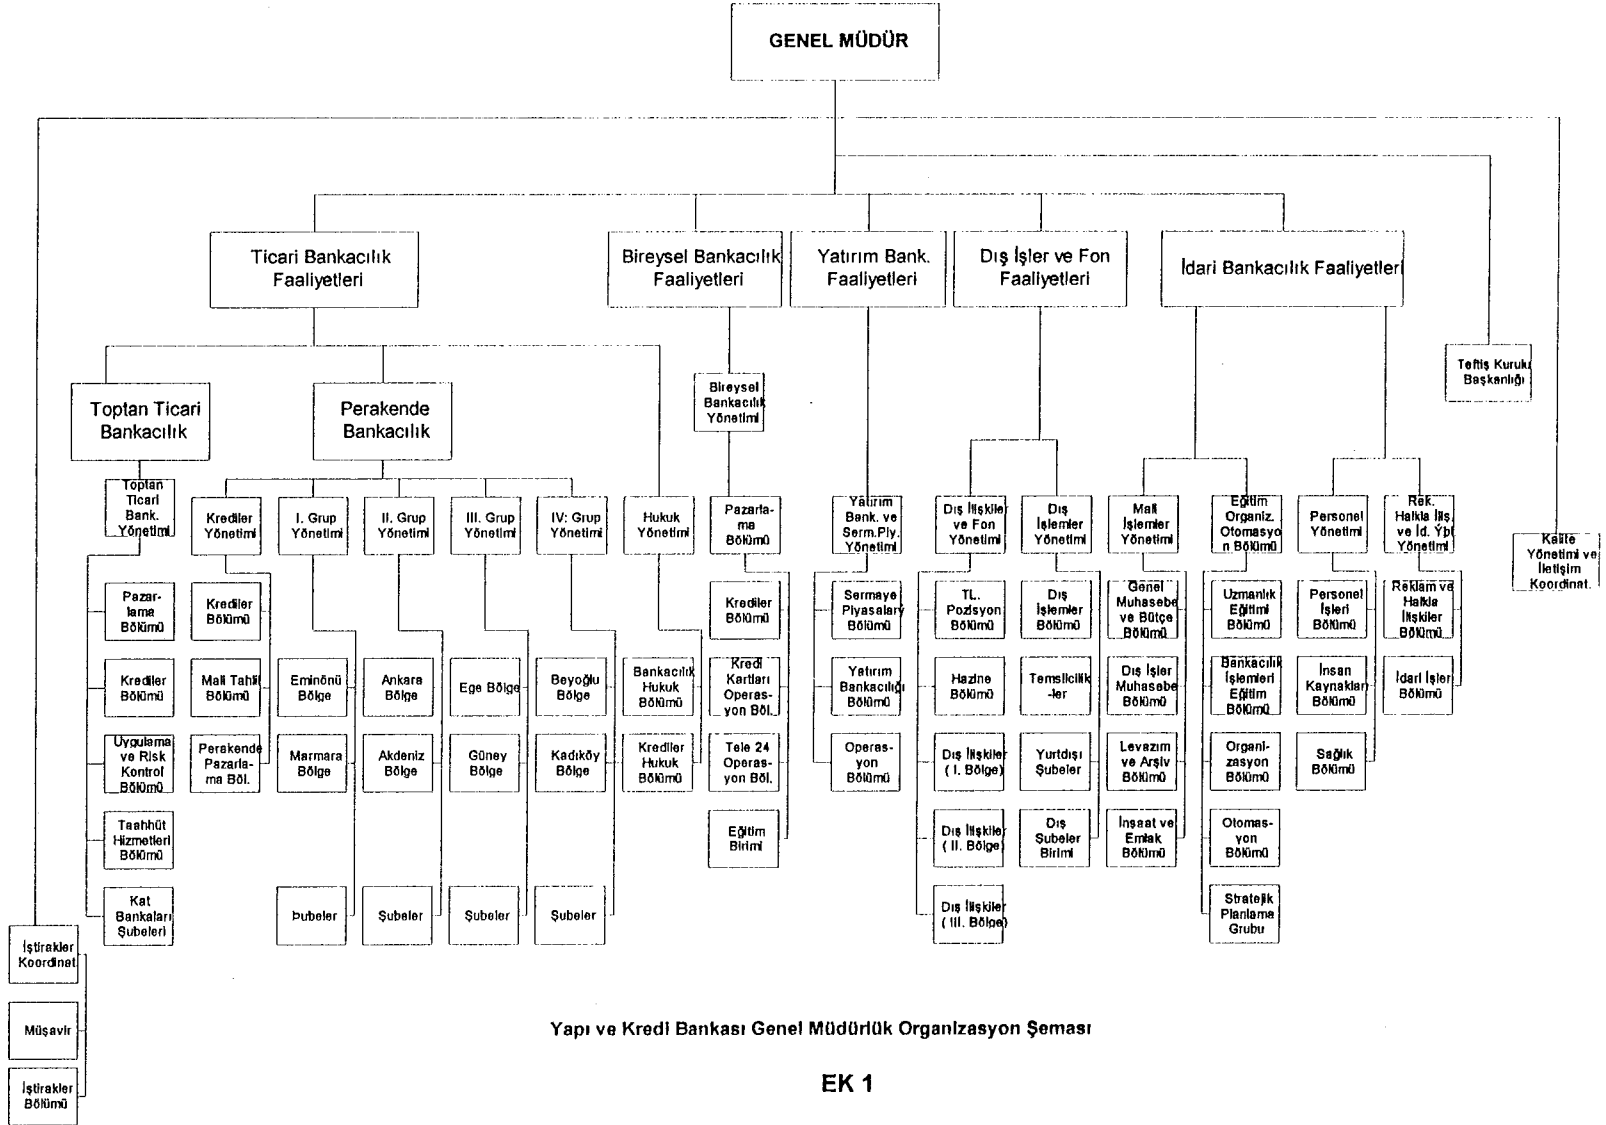 GENEL MÜDÜR
Ticari Bankacılık
Faaliyetleri
Bireysel Bankacılık
Faaliyetleri
Yatırım Bank.
Faaliyetleri
Dış İşler ve Fon
Faaliyetleri
İdari Bankacılık Faaliyetleri
Teftiş Kurulu
Başkanlığı
Toptan Ticari
Bankacılık
Perakende
Bankacılık
Bireysel
Bankacılık
Yönetimi
Toptan
Ticari
Bank.
Yönetimi
Krediler
Yönetimi
I. Grup
Yönetimi
II. Grup
Yönetimi
III. Grup
Yönetimi
IV: Grup
Yönetimi
Hukuk
Yönetimi
Pazarla-
ma
Bölümü
Yatırım
Bank. ve
Serm.Ply.
Yönetimi
Dış İlişkiler
ve Fon
Yönetimi
Dış
İşlemler
Yönetimi
Mali
İşlemler
Yönetimi
Eğitim
Organiz.
Otomasyo
n Bölümü
Personel
Yönetimi
Rek.
Halkla İliş.
ve İd. Ypl
Yönetimi
Kalite
Yönetimi ve
İletişim
Koordinat.
Pazar-
lama
Bölümü
Krediler
Bölümü
Krediler
Bölümü
Sermaye
Piyasaları
Bölümü
TL.
Pozisyon
Bölümü
Dış
İşlemler
Bölümü
Genel
Muhasebe
ve Bütçe
Bölümü
Uzmanlık
Eğitimi
Bölümü
Personel
İşleri
Bölümü
Reklam ve
Halkla
İlişkiler
Bölümü
Krediler
Bölümü
Mali Tahlil
Bölümü
Eminönü
Bölge
Ankara
Bölge
Ege Bölge
Beyoğlu
Bölge
Bankacılık
Hukuk
Bölümü
Kredi
Kartları
Operas-
yon Böl.
Yatırım
Bankacılığı
Bölümü
Hazine
Bölümü
Temsilcilik
-ler
Dış İşler
Muhasebe
Bölümü
Bankacılık
İşlemleri
Eğitim
Bölümü
İnsan
Kaynakları
Bölümü
İdari İşler
Bölümü
Uygulama
ve Risk
Kontrol
Bölümü
Perakende
Pazarla-
ma Böl.
Marmara
Bölge
Akdeniz
Bölge
Güney
Bölge
Kadıköy
Bölge
Krediler
Hukuk
Bölümü
Tele 24
Operas-
yon Böl.
Operas-
yon
Bölümü
Dış İlişkiler
( I. Bölge)
Yurtdışı
Şubeler
Levazım
ve Arşiv
Bölümü
Organi-
zasyon
Bölümü
Sağlık
Bölümü
Taahhüt
Hizmetleri
Bölümü
Eğitim
Birimi
Dış İlişkiler
( II. Bölge)
Dış
Şubeler
Birimi
İnşaat ve
Emlak
Bölümü
Otomas-
yon
Bölümü
Kat
Bankaları
Şubeleri
Þubeler
Şubeler
Şubeler
Şubeler
Dış İlişkiler
( III. Bölge)
Stratejik
Planlama
Grubu
İştirakler
Koordinat.
Müşavir
İştirakler
Bölümü
Yapı ve Kredi Bankası Genel Müdürlük Organizasyon Şeması
EK 1